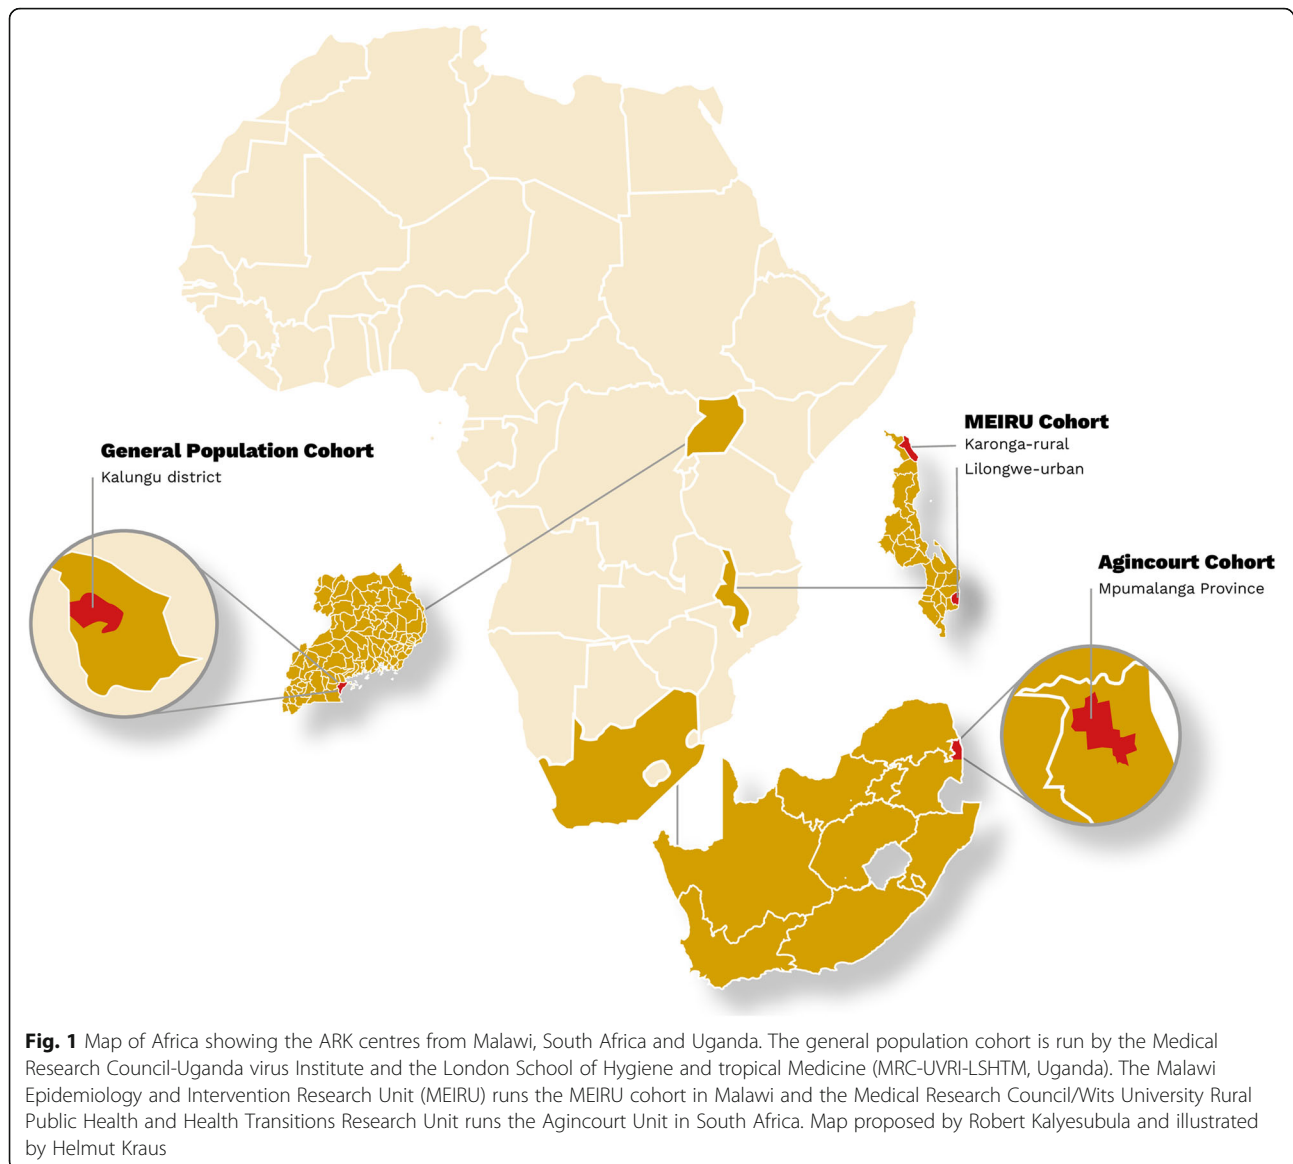 General Population Cohort
Kalungu district
MEIRU Cohort
Karonga-rural
Lilongwe-urban
Agincourt Cohort
Mpumalanga Province
Fig. 1 Map of Africa showing the ARK centres from Malawi, South Africa and Uganda. The general population cohort is run by the Medical
Research Council-Uganda virus Institute and the London School of Hygiene and tropical Medicine (MRC-UVRI-LSHTM, Uganda). The Malawi
Epidemiology and Intervention Research Unit (MEIRU) runs the MEIRU cohort in Malawi and the Medical Research Council/Wits University Rural
Public Health and Health Transitions Research Unit runs the Agincourt Unit in South Africa. Map proposed by Robert Kalyesubula and illustrated
by Helmut Kraus